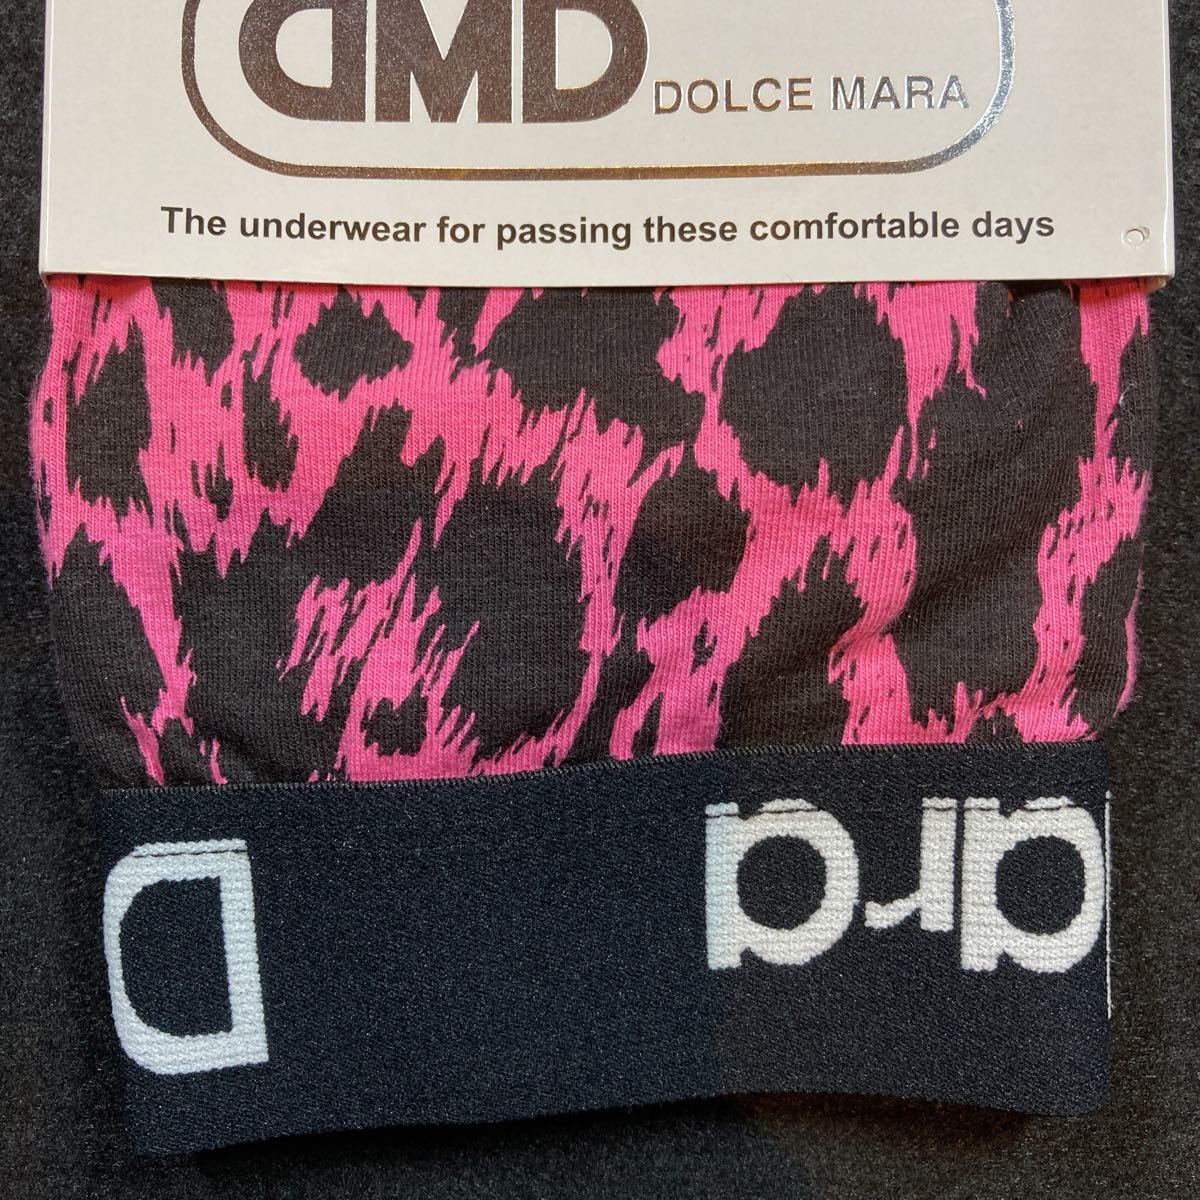 DMD DOLCE MARA
The underwear for passing these comfortable days
D
ara